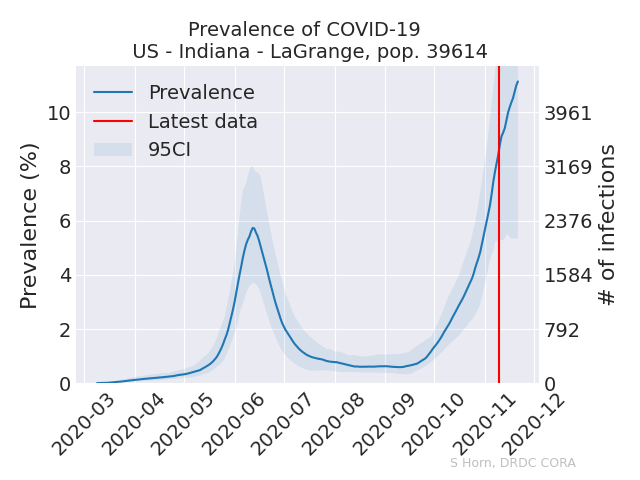 Prevalence of COVID-19
US - Indiana - LaGrange, pop. 39614
Prevalence
Latest data
95CI
Prevalence (%)
10
8
6
4
2
0
3961
3169
2376
1584
792
0
# of infections
2020-03
2020-04
2020-05
2020-06
2020-07
2020-08
2020-09
2020-10
2020-11
2020-12
S Horn, DRDC CORA